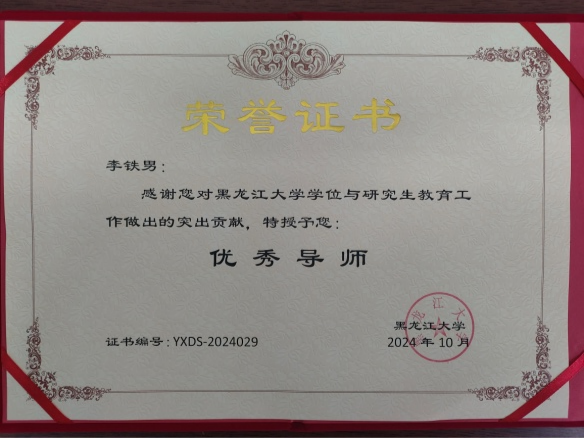 荣誉证书
李铁男：
感谢您对黑龙江大学学位与研究生教育工
作做出的突出贡献，特授予您：
优秀导师
黑龙江大学
证书编号：YXDS-2024029
2024 年 10 月